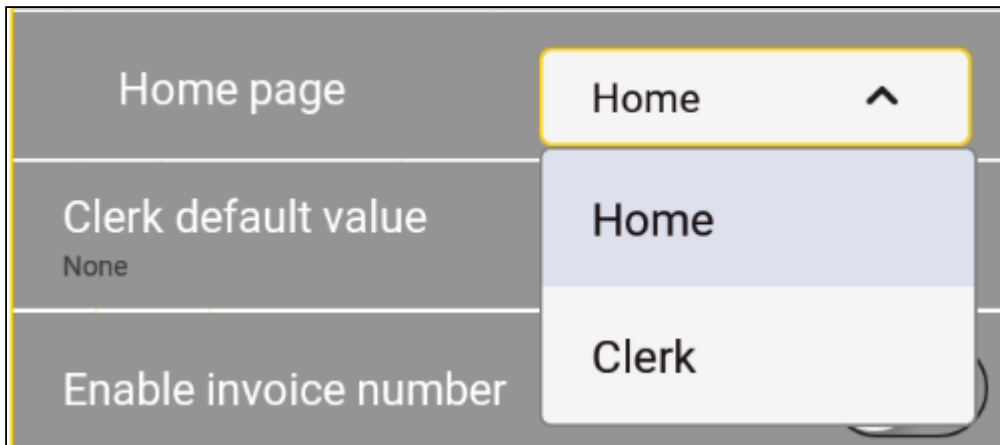 Home page
Home
Home
Clerk default value
None
Clerk
Enable invoice number